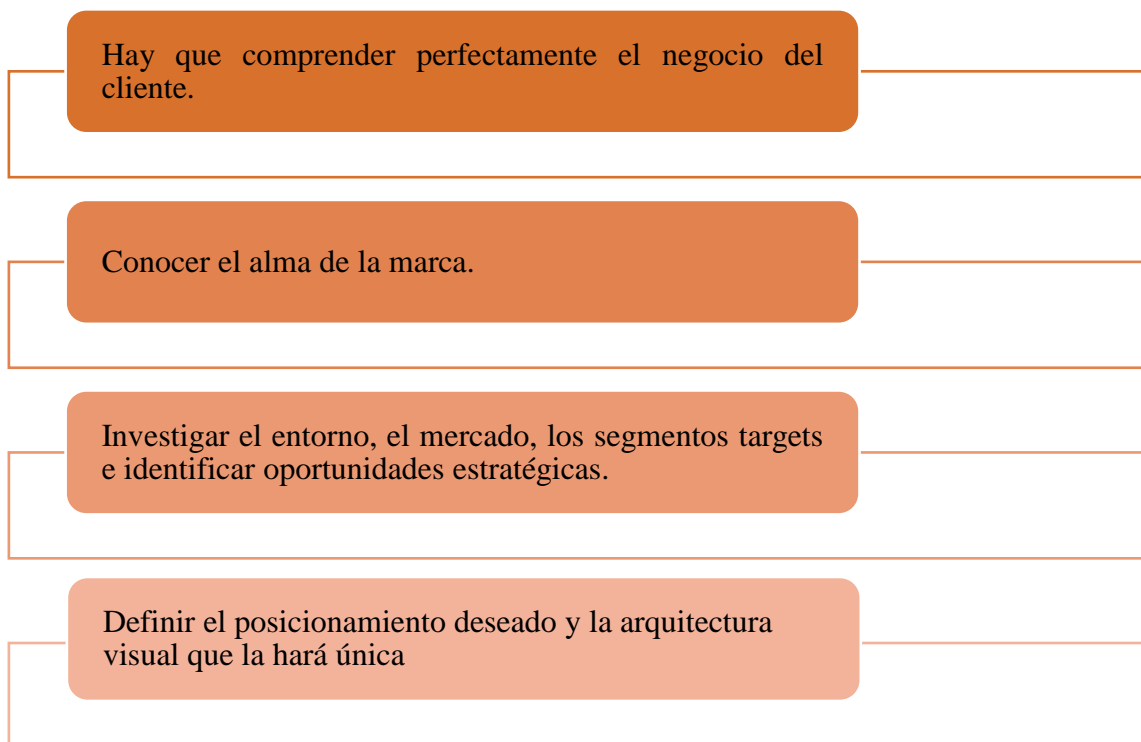 Hay que comprender perfectamente el negocio del
cliente.
Conocer el alma de la marca.
Investigar el entorno, el mercado, los segmentos targets
e identificar oportunidades estratégicas.
Definir el posicionamiento deseado y la arquitectura
visual que la hará única